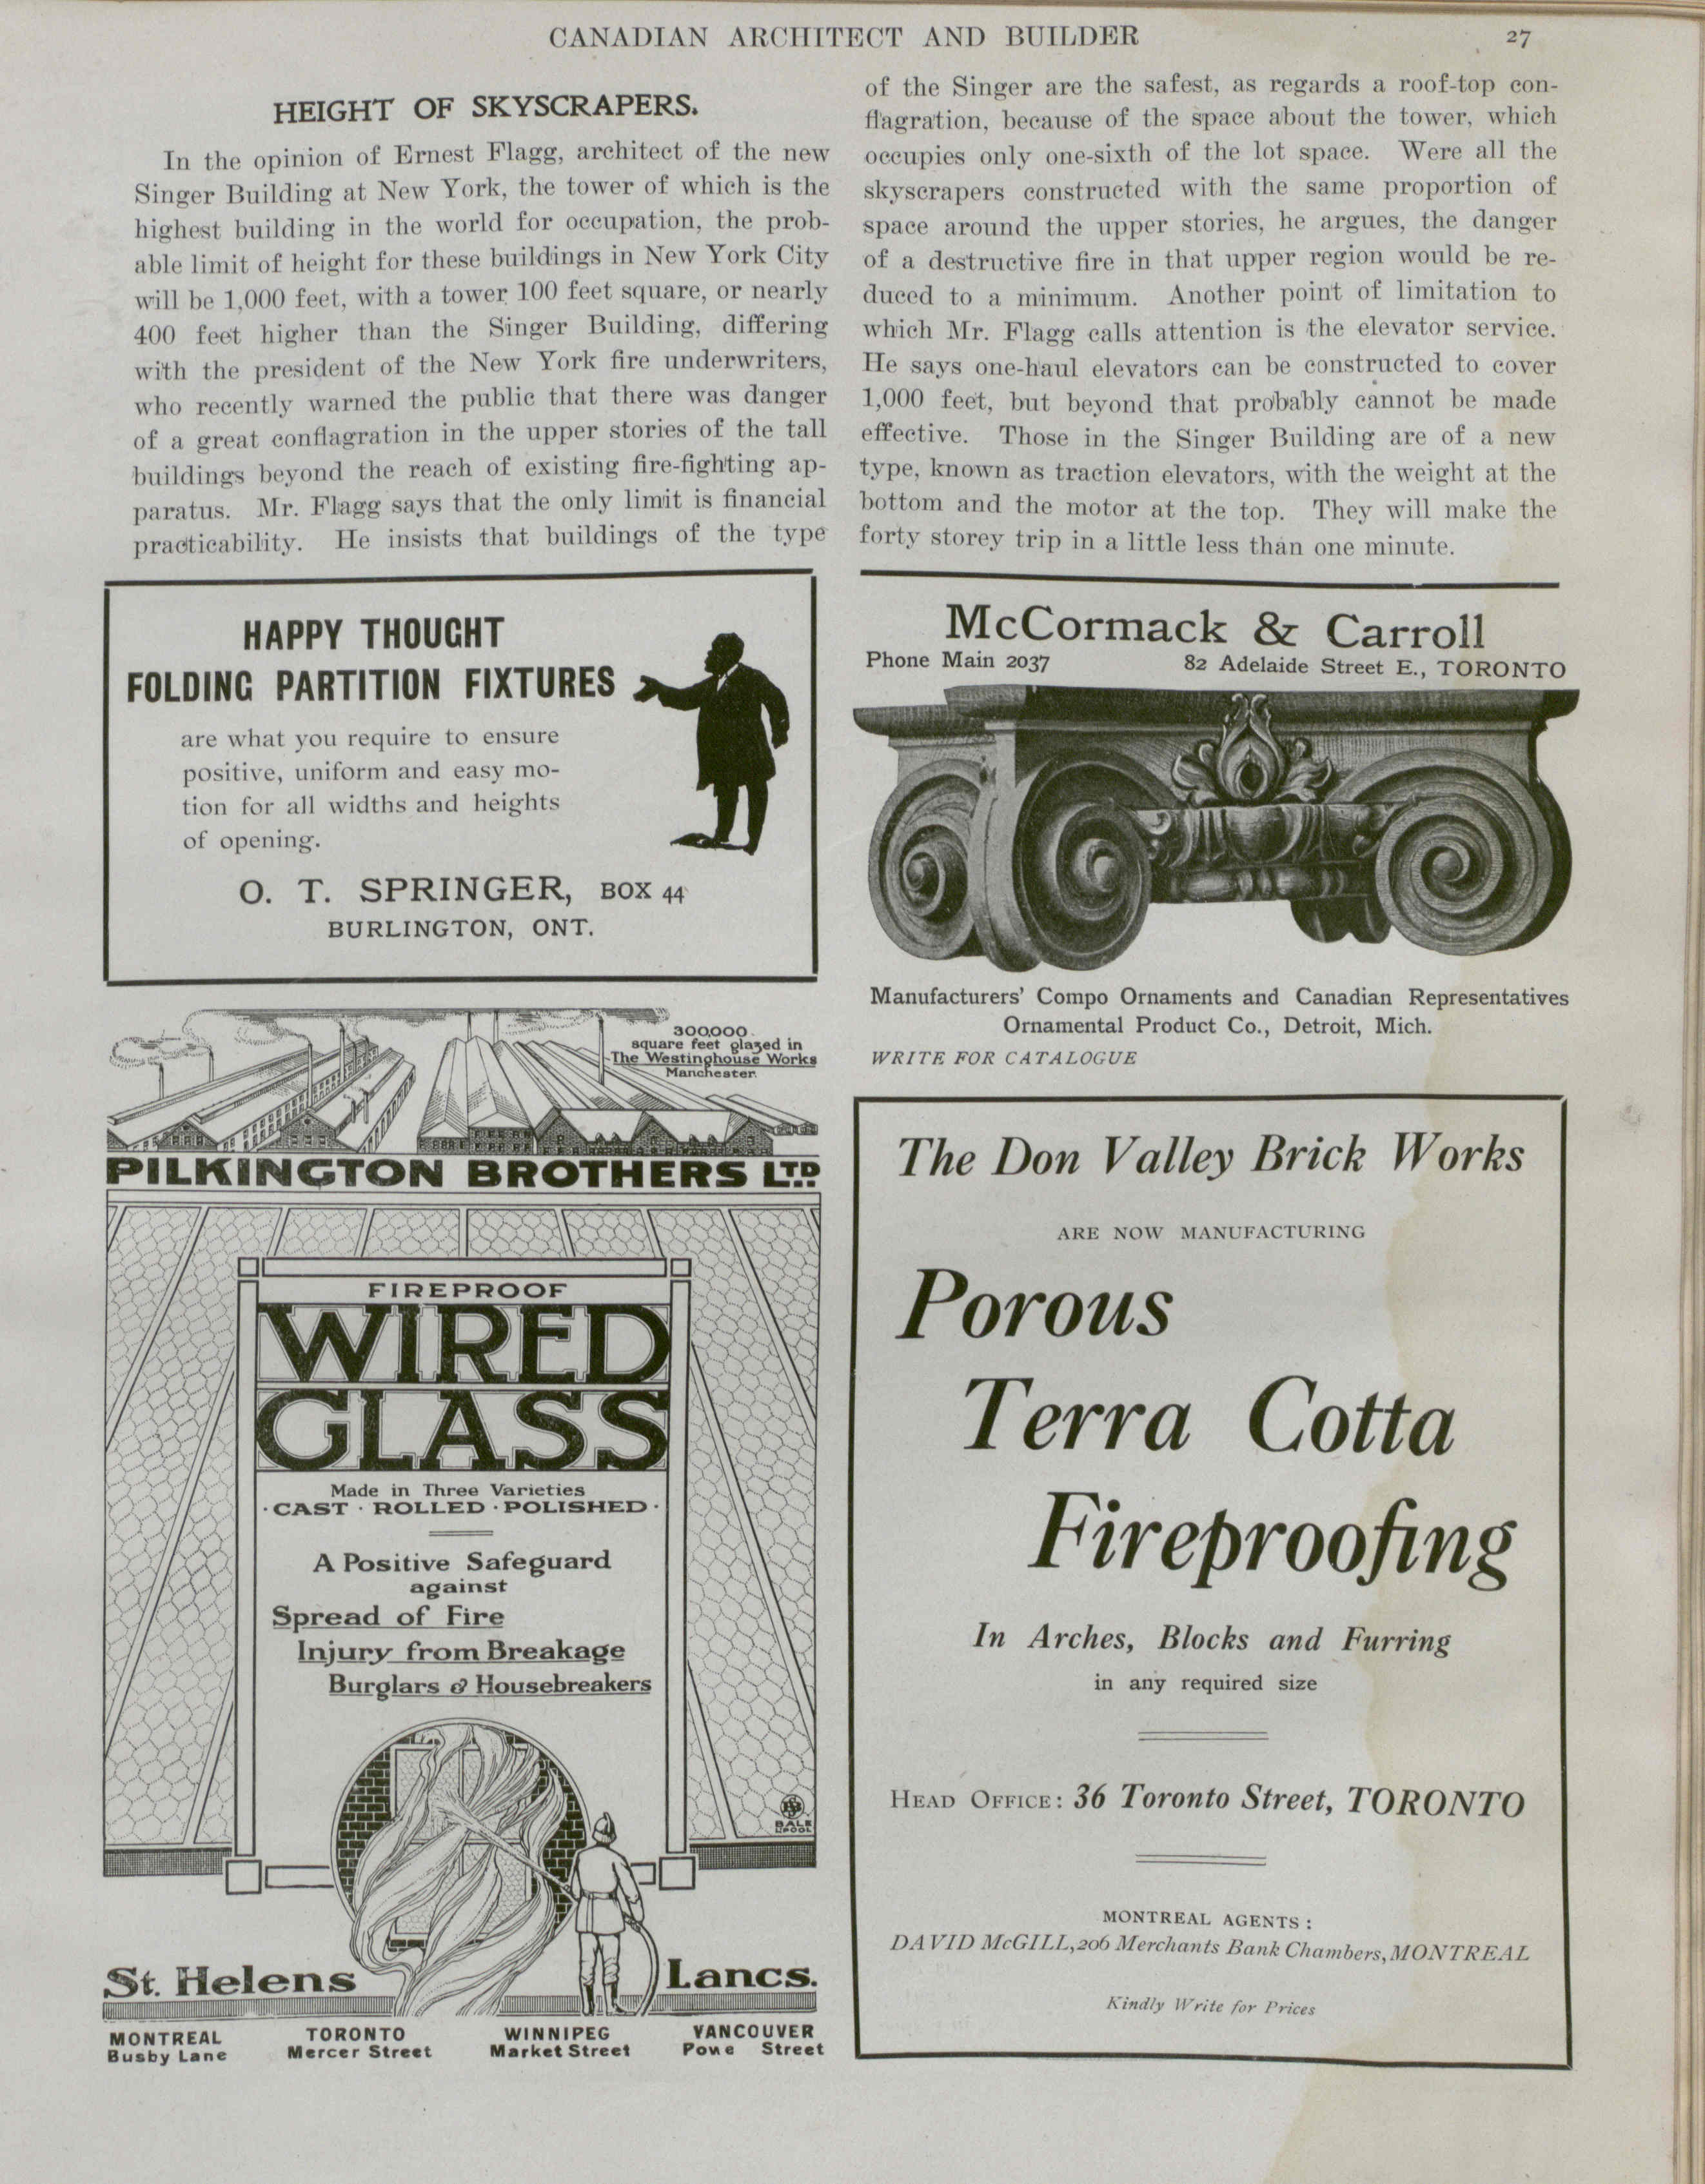 CANADIAN ARCHITECT AND BUILDER
27
HEIGHT OF SKYSCRAPERS.
In the opinion of Ernest Flagg, architect of the new
Singer Building at New York, the tower of which is the
highest building in the world for occupation, the prob-
able limit of height for these buildings in New York City
will be 1,000 feet, with a tower 100 feet square, or nearly
400 feet higher than the Singer Building, differing
with the president of the New York fire underwriters,
who recently warned the public that there was danger
of a great conflagration in the upper stories of the tall
buildings beyond the reach of existing fire-fighting ap-
paratus. Mr. Flagg says that the only limit is financial
practicability. He insists that buildings of the type
of the Singer are the safest, as regards a roof-top con-
flagration, because of the space about the tower, which
occupies only one-sixth of the lot space. Were all the
skyscrapers constructed with the same proportion of
space around the upper stories, he argues, the danger
of a destructive fire in that upper region would be re-
duced to a minimum. Another point of limitation to
which Mr. Flagg calls attention is the elevator service.
He says one-haul elevators can be constructed to cover
1,000 feet, but beyond that probably cannot be made
effective. Those in the Singer Building are of a new
type, known as traction elevators, with the weight at the
bottom and the motor at the top. They will make the
forty storey trip in a little less than one minute.
HAPPY THOUGHT
FOLDING PARTITION FIXTURES
are what you require to ensure
positive, uniform and easy mo-
tion for all widths and heights
of opening.
O. T. SPRINGER, BOX 44
BURLINGTON, ONT.
McCormack & Carroll
Phone Main 2037 82 Adelaide Street E., TORONTO
Manufacturers' Compo Ornaments and Canadian Representatives
Ornamental Product Co., Detroit, Mich.
WRITE FOR CATALOGUE
300,000
square feet glazed in
The Westinghouse Works
Manchester.
PILKINGTON BROTHERS LTD.
FIREPROOF
WIRED
GLASS
Made in Three Varieties
· CAST · ROLLED · POLISHED ·
A Positive Safeguard
against
Spread of Fire
Injury from Breakage
Burglars & Housebreakers
BALE
L'POOL
St. Helens Lancs.
MONTREAL TORONTO WINNIPEG VANCOUVER
Busby Lane Mercer Street Market Street Street
The Don Valley Brick Works
ARE NOW MANUFACTURING
Porous
Terra Cotta
Fireproofing
In Arches, Blocks and Furring
in any required size
HEAD OFFICE: 36 Toronto Street, TORONTO
MONTREAL AGENTS:
DAVID McGILL, 206 Merchants Bank Chambers, MONTREAL
Kindly Write for Prices